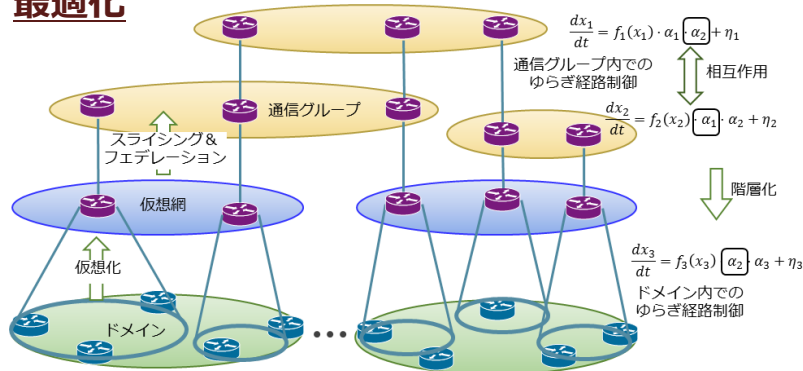 最適化
dx₁/dt = f₁(x₁)・α₁・α₂ + η₁
通信グループ内での
ゆらぎ経路制御
相互作用
通信グループ
dx₂/dt = f₂(x₂)・α₁・α₂ + η₂
スライシング＆
フェデレーション
仮想網
階層化
仮想化
dx₃/dt = f₃(x₃)・α₂・α₃ + η₃
ドメイン内での
ゆらぎ経路制御
ドメイン